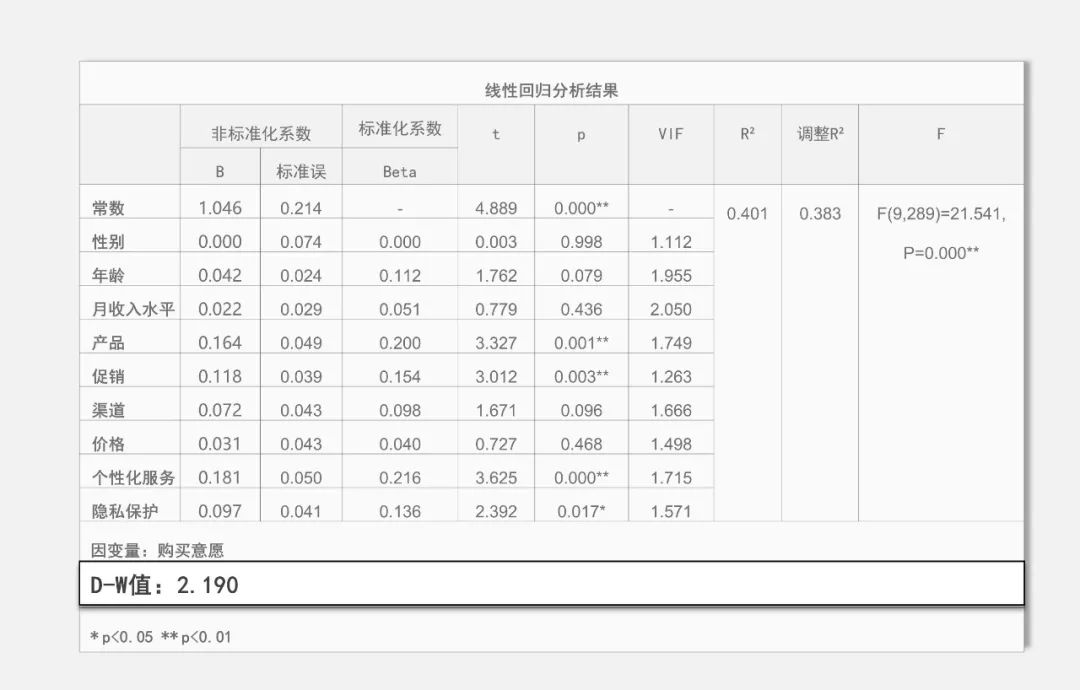 线性回归分析结果
非标准化系数 标准化系数 t p VIF R² 调整R² F
B 标准误 Beta
常数 1.046 0.214 - 4.889 0.000** - 0.401 0.383 F(9,289)=21.541,
性别 0.000 0.074 0.000 0.003 0.998 1.112 P=0.000**
年龄 0.042 0.024 0.112 1.762 0.079 1.955
月收入水平 0.022 0.029 0.051 0.779 0.436 2.050
产品 0.164 0.049 0.200 3.327 0.001** 1.749
促销 0.118 0.039 0.154 3.012 0.003** 1.263
渠道 0.072 0.043 0.098 1.671 0.096 1.666
价格 0.031 0.043 0.040 0.727 0.468 1.498
个性化服务 0.181 0.050 0.216 3.625 0.000** 1.715
隐私保护 0.097 0.041 0.136 2.392 0.017* 1.571
因变量：购买意愿
D-W值：2.190
*p<0.05 **p<0.01